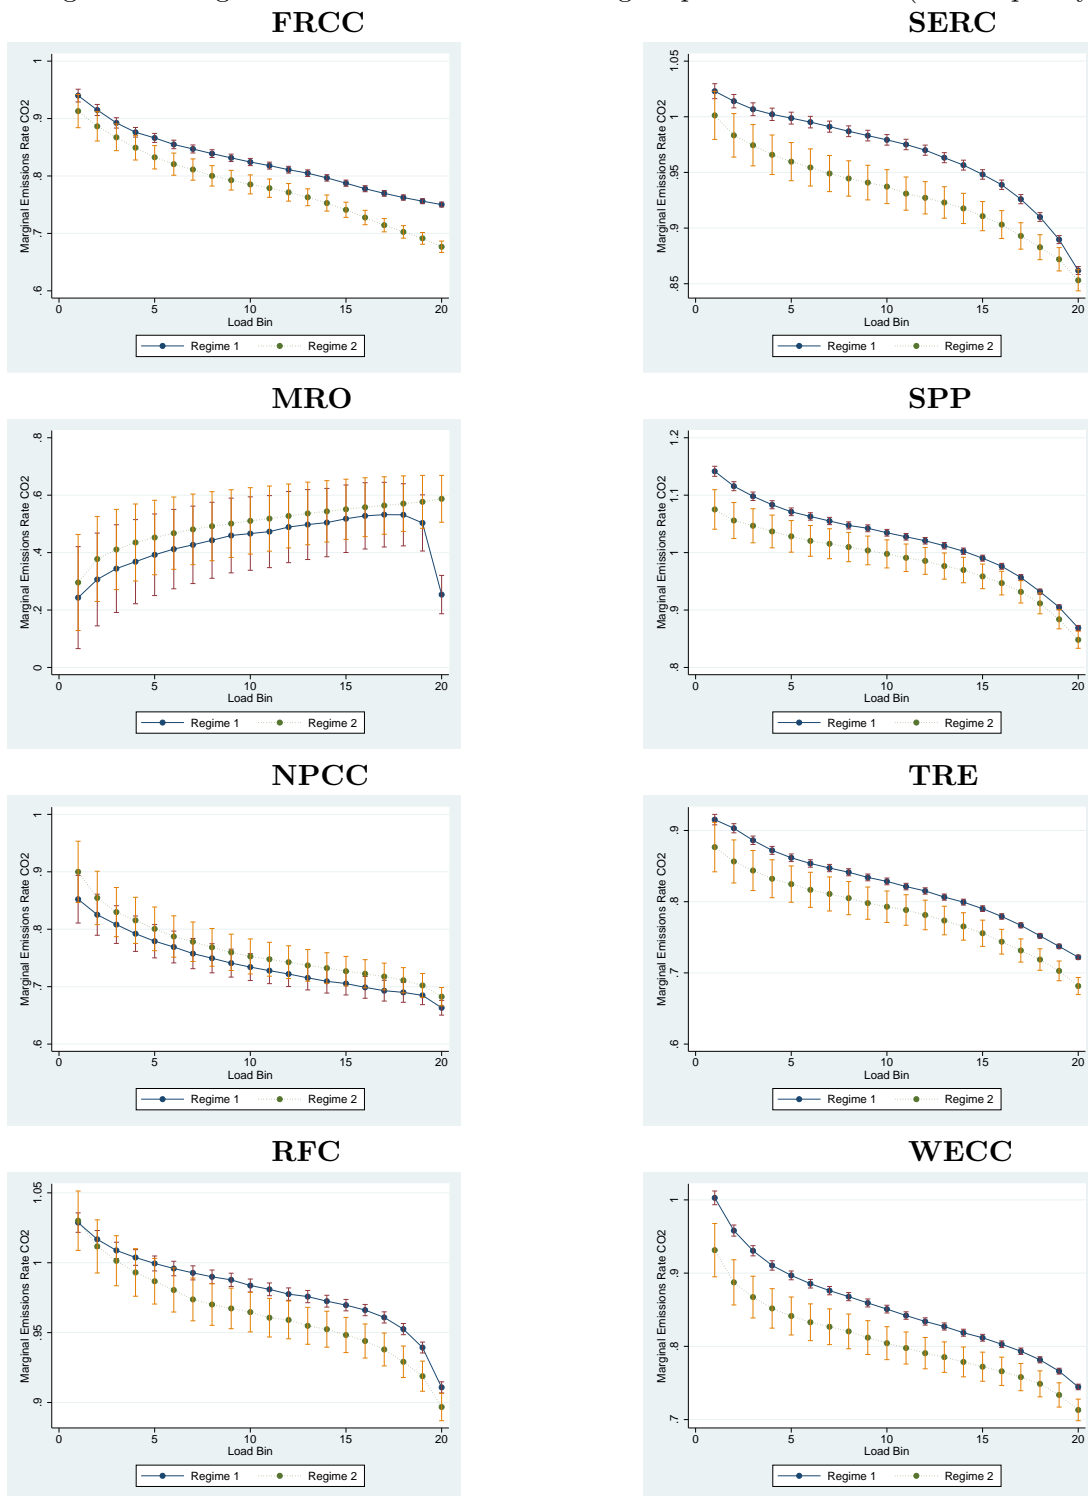 FRCC
Marginal Emissions Rate CO2
1
.9
.8
.7
.6
0 5 10 15 20
Load Bin
Regime 1 Regime 2
SERC
Marginal Emissions Rate CO2
1.05
1
.95
.9
.85
0 5 10 15 20
Load Bin
Regime 1 Regime 2
MRO
Marginal Emissions Rate CO2
.8
.6
.4
.2
0
0 5 10 15 20
Load Bin
Regime 1 Regime 2
SPP
Marginal Emissions Rate CO2
1.2
1.1
1
.9
.8
0 5 10 15 20
Load Bin
Regime 1 Regime 2
NPCC
Marginal Emissions Rate CO2
1
.9
.8
.7
.6
0 5 10 15 20
Load Bin
Regime 1 Regime 2
TRE
Marginal Emissions Rate CO2
.9
.8
.7
.6
0 5 10 15 20
Load Bin
Regime 1 Regime 2
RFC
Marginal Emissions Rate CO2
1.05
1
.95
.9
0 5 10 15 20
Load Bin
Regime 1 Regime 2
WECC
Marginal Emissions Rate CO2
1
.9
.8
.7
0 5 10 15 20
Load Bin
Regime 1 Regime 2